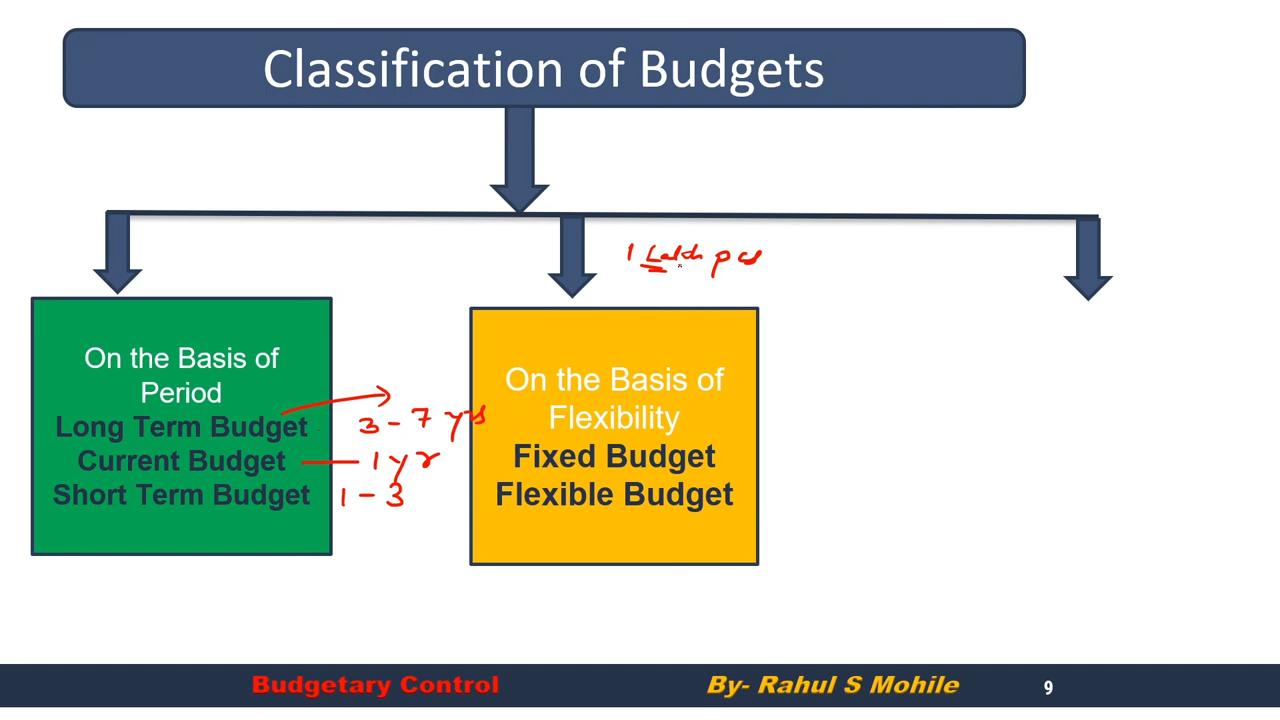 Classification of Budgets
1 Lakh pcs
On the Basis of
Period
Long Term Budget
Current Budget
Short Term Budget
3 - 7 yrs
1 yr
1 - 3
On the Basis of
Flexibility
Fixed Budget
Flexible Budget
Budgetary Control
By- Rahul S Mohile
9